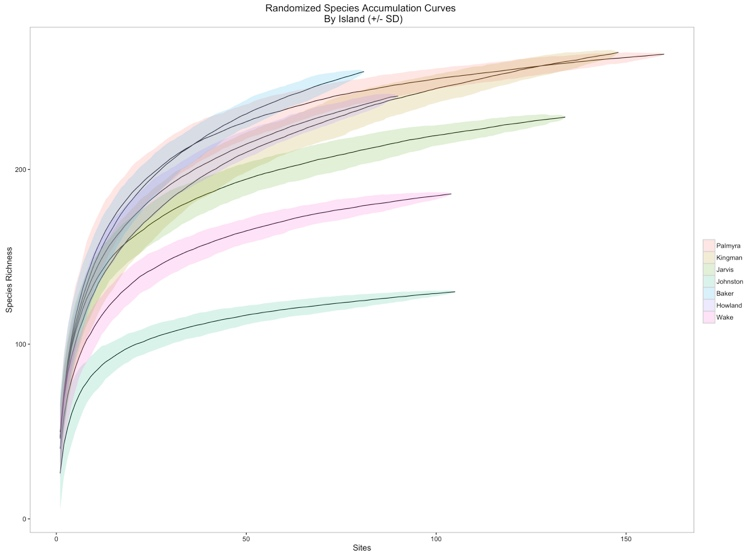 Randomized Species Accumulation Curves
By Island (+/- SD)
Species Richness
200
100
0
0
50
100
150
Sites
Palmyra
Kingman
Jarvis
Johnston
Baker
Howland
Wake